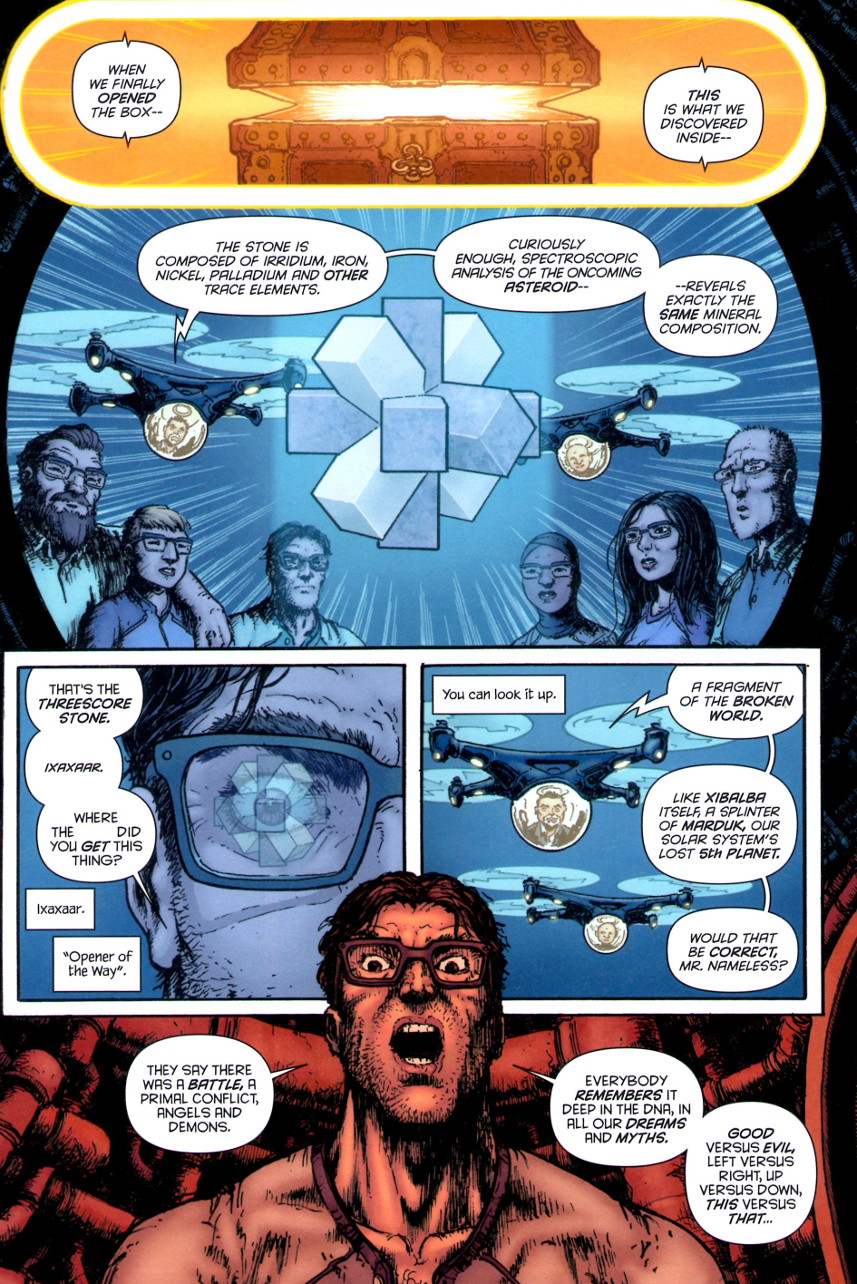 WHEN
WE FINALLY
OPENED
THE BOX--
THIS
IS WHAT WE
DISCOVERED
INSIDE--
THE STONE IS
COMPOSED OF IRRIDIUM, IRON,
NICKEL, PALLADIUM AND OTHER
TRACE ELEMENTS.
CURIOUSLY
ENOUGH, SPECTROSCOPIC
ANALYSIS OF THE ONCOMING
ASTEROID--
--REVEALS
EXACTLY THE
SAME MINERAL
COMPOSITION.
THAT'S THE
THREESCORE
STONE.
IXAXAAR.
WHERE
THE DID
YOU GET THIS
THING?
Ixaxaar.
"Opener of
the Way".
You can look it up.
A FRAGMENT
OF THE BROKEN
WORLD.
LIKE XIBALBA
ITSELF, A SPLINTER
OF MARDUK, OUR
SOLAR SYSTEM'S
LOST 5th PLANET.
WOULD THAT
BE CORRECT,
MR. NAMELESS?
THEY SAY THERE
WAS A BATTLE, A
PRIMAL CONFLICT,
ANGELS AND
DEMONS.
EVERYBODY
REMEMBERS IT
DEEP IN THE DNA, IN
ALL OUR DREAMS
AND MYTHS.
GOOD
VERSUS EVIL,
LEFT VERSUS
RIGHT, UP
VERSUS DOWN,
THIS VERSUS
THAT...